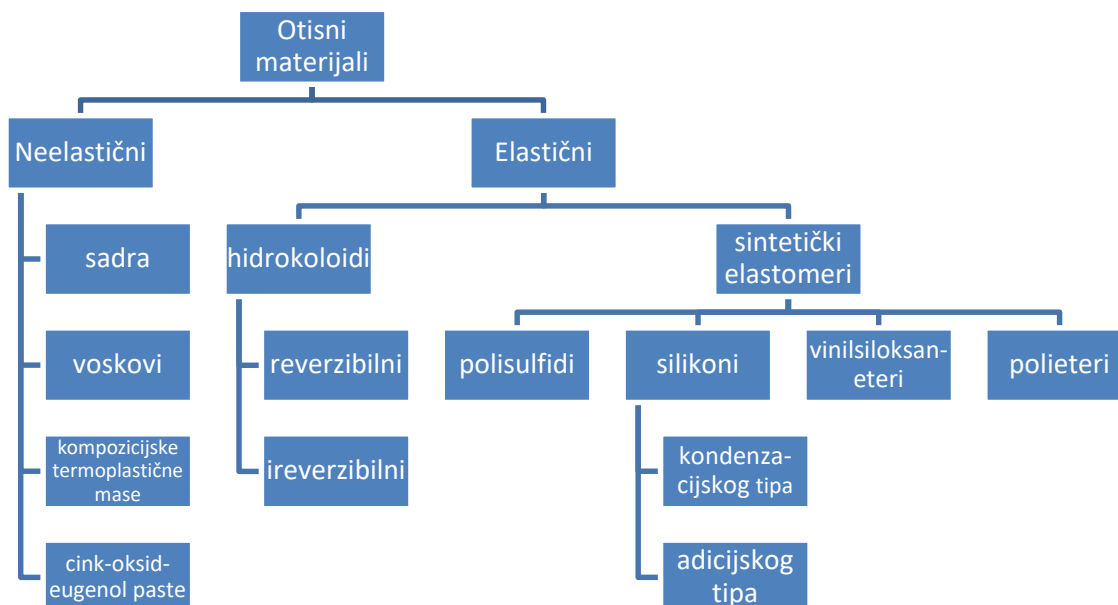 Otisni
materijali
Neelastični
Elastični
sadra
hidrokoloidi
sintetički
elastomeri
voskovi
reverzibilni
polisulfidi
silikoni
vinilsiloksan-
eteri
polieteri
kompozicijske
termoplastične
mase
ireverzibilni
kondenza-
cijskog tipa
cink-oksid-
eugenol paste
adicijskog
tipa